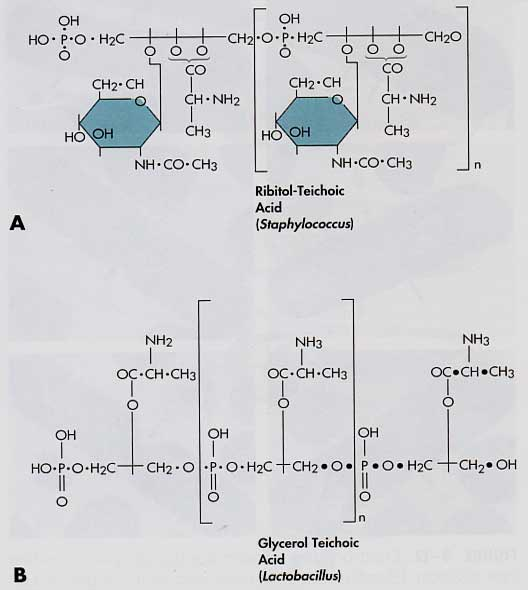 OH OH
HO•P•O•H₂C CH₂•O•P•H₂C CH₂O
O O O O O O O O
CO CO
CH₂•CH O CH•NH₂ CH₂•CH O CH•NH₂
HO OH CH₃ HO OH CH₃
NH•CO•CH₃ NH•CO•CH₃ n
Ribitol-Teichoic
Acid
(Staphylococcus)
A
NH₂ NH₃ NH₃
OC•CH•CH₃ OC•CH•CH₃ OC•CH•CH₃
O O O
OH OH OH
HO•P•O•H₂C CH₂•O•P•O•H₂C CH₂•O•P•O•H₂C CH₂•OH
O O O
n
Glycerol Teichoic
Acid
(Lactobacillus)
B